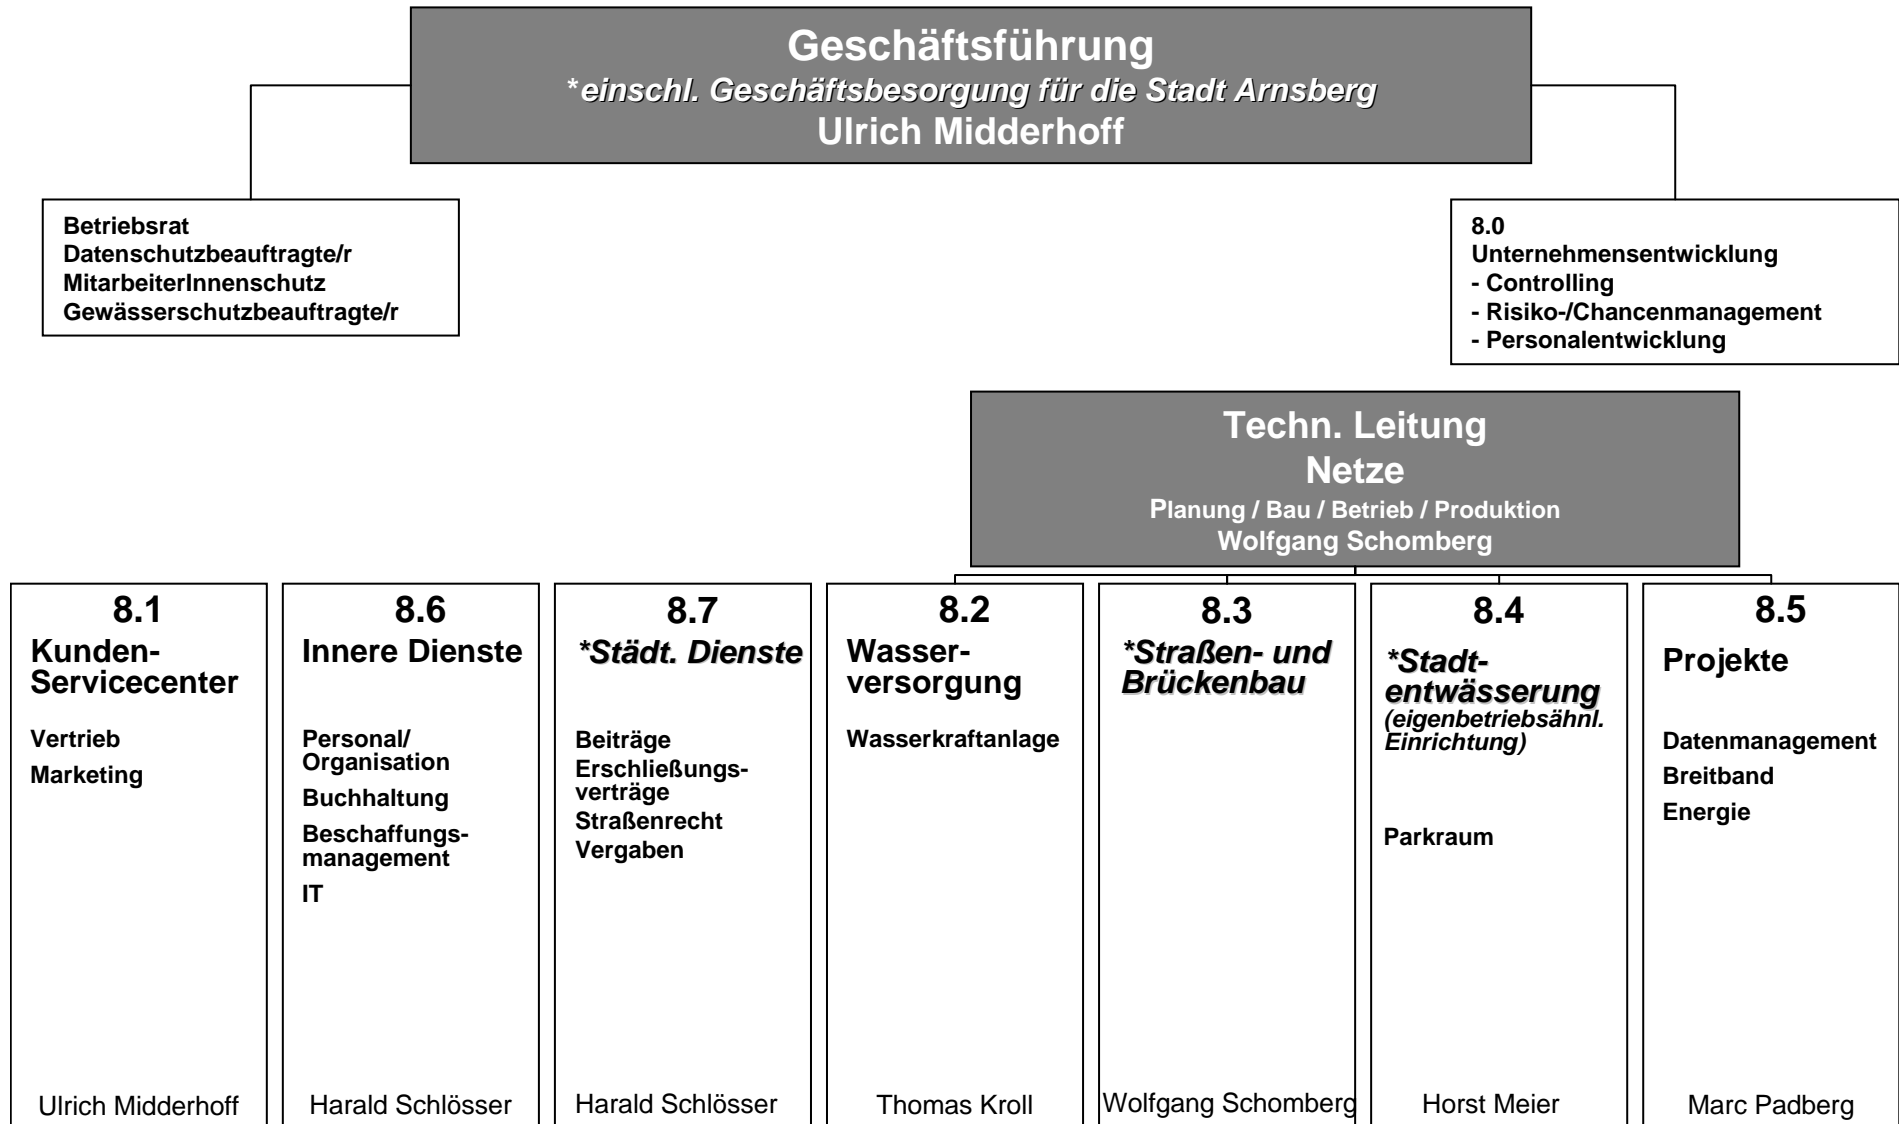 Geschäftsführung
*einschl. Geschäftsbesorgung für die Stadt Arnsberg
Ulrich Midderhoff
Betriebsrat
Datenschutzbeauftragte/r
MitarbeiterInnenschutz
Gewässerschutzbeauftragte/r
8.0
Unternehmensentwicklung
- Controlling
- Risiko-/Chancenmanagement
- Personalentwicklung
Techn. Leitung
Netze
Planung / Bau / Betrieb / Produktion
Wolfgang Schomberg
8.1
Kunden-
Servicecenter
Vertrieb
Marketing
Ulrich Midderhoff
8.6
Innere Dienste
Personal/
Organisation
Buchhaltung
Beschaffungs-
management
IT
Harald Schlösser
8.7
*Städt. Dienste
Beiträge
Erschließungs-
verträge
Straßenrecht
Vergaben
Harald Schlösser
8.2
Wasser-
versorgung
Wasserkraftanlage
Thomas Kroll
8.3
*Straßen- und
Brückenbau
Wolfgang Schomberg
8.4
*Stadt-
entwässerung
(eigenbetriebsähnl.
Einrichtung)
Parkraum
Horst Meier
8.5
Projekte
Datenmanagement
Breitband
Energie
Marc Padberg